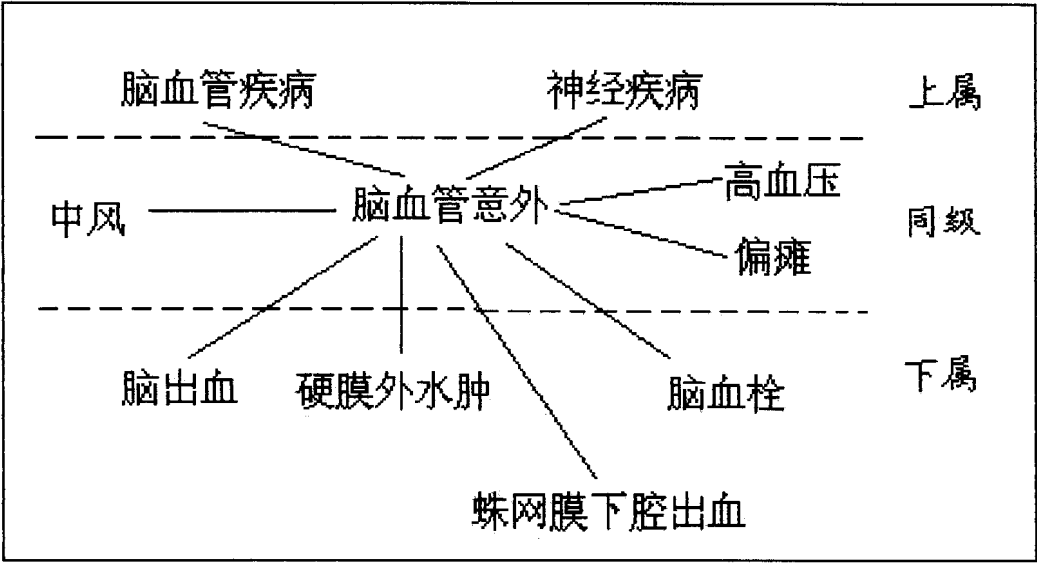 脑血管疾病 神经疾病 上属
高血压
中风 脑血管意外 同级
偏瘫
脑出血 硬膜外水肿 脑血栓 下属
蛛网膜下腔出血